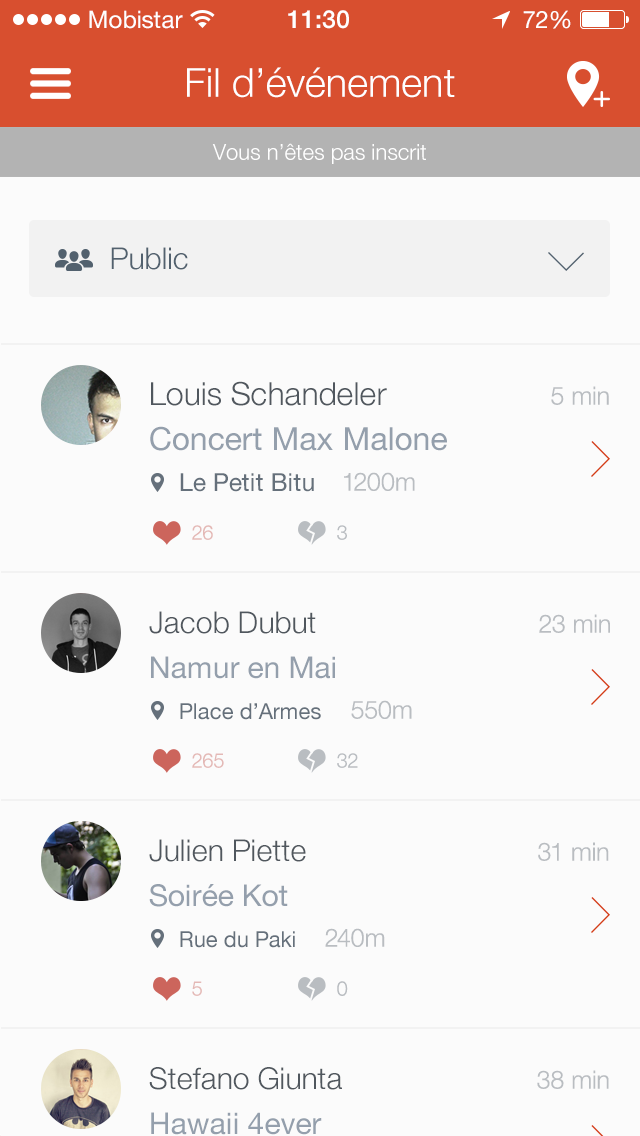 Mobistar 11:30 72%
Fil d’événement
Vous n’êtes pas inscrit
Public
Louis Schandeler 5 min
Concert Max Malone
Le Petit Bitu 1200m
26 3
Jacob Dubut 23 min
Namur en Mai
Place d’Armes 550m
265 32
Julien Piette 31 min
Soirée Kot
Rue du Paki 240m
5 0
Stefano Giunta 38 min
Hawaii 4ever